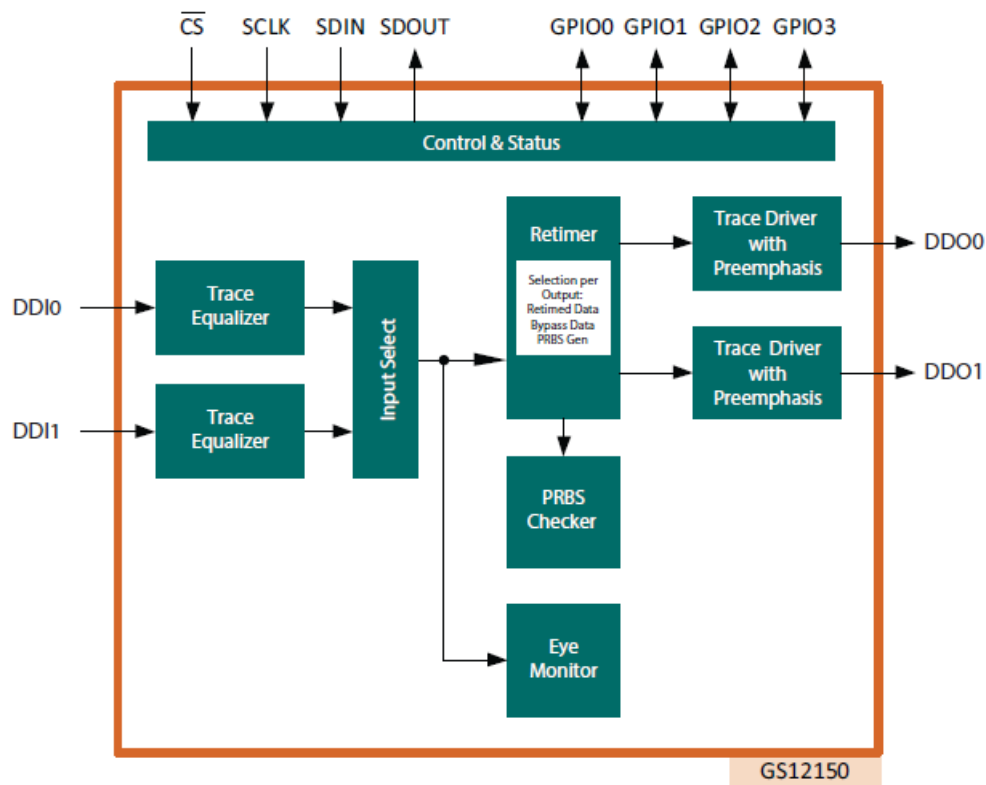 C̅S̅ SCLK SDIN SDOUT GPIO0 GPIO1 GPIO2 GPIO3
Control & Status
DDI0
Trace
Equalizer
DDI1
Trace
Equalizer
Input Select
Retimer
Selection per
Output:
Retimed Data
Bypass Data
PRBS Gen
Trace Driver
with
Preemphasis
DDO0
Trace Driver
with
Preemphasis
DDO1
PRBS
Checker
Eye
Monitor
GS12150